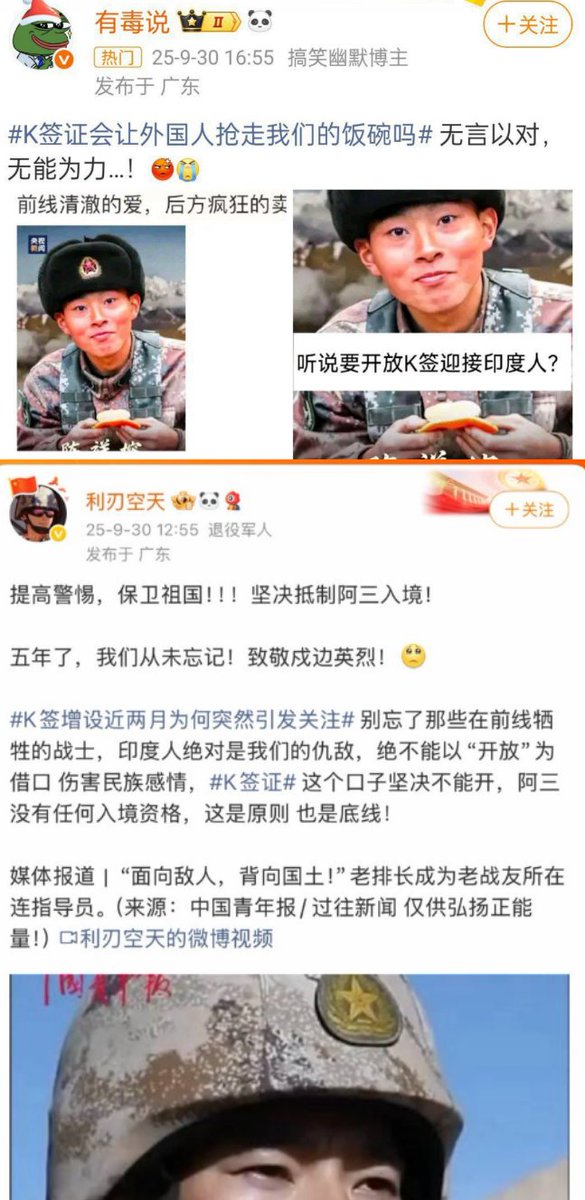 有毒说 II
+关注
热门 25-9-30 16:55 搞笑幽默博主
发布于 广东
#K签证会让外国人抢走我们的饭碗吗# 无言以对，
无能为力...！
前线清澈的爱，后方疯狂的卖
央视
新闻
听说要开放K签迎接印度人？
陈祥榕
利刃空天
+关注
25-9-30 12:55 退役军人
发布于 广东
提高警惕，保卫祖国！！！坚决抵制阿三入境！
五年了，我们从未忘记！致敬戍边英烈！
#K签增设近两月为何突然引发关注# 别忘了那些在前线牺
牲的战士，印度人绝对是我们的仇敌，绝不能以“开放”为
借口 伤害民族感情，#K签证# 这个口子坚决不能开，阿三
没有任何入境资格，这是原则 也是底线！
媒体报道 | “面向敌人，背向国土！”老排长成为老战友所在
连指导员。（来源：中国青年报 / 过往新闻 仅供弘扬正能
量！）利刃空天的微博视频
中国青年报